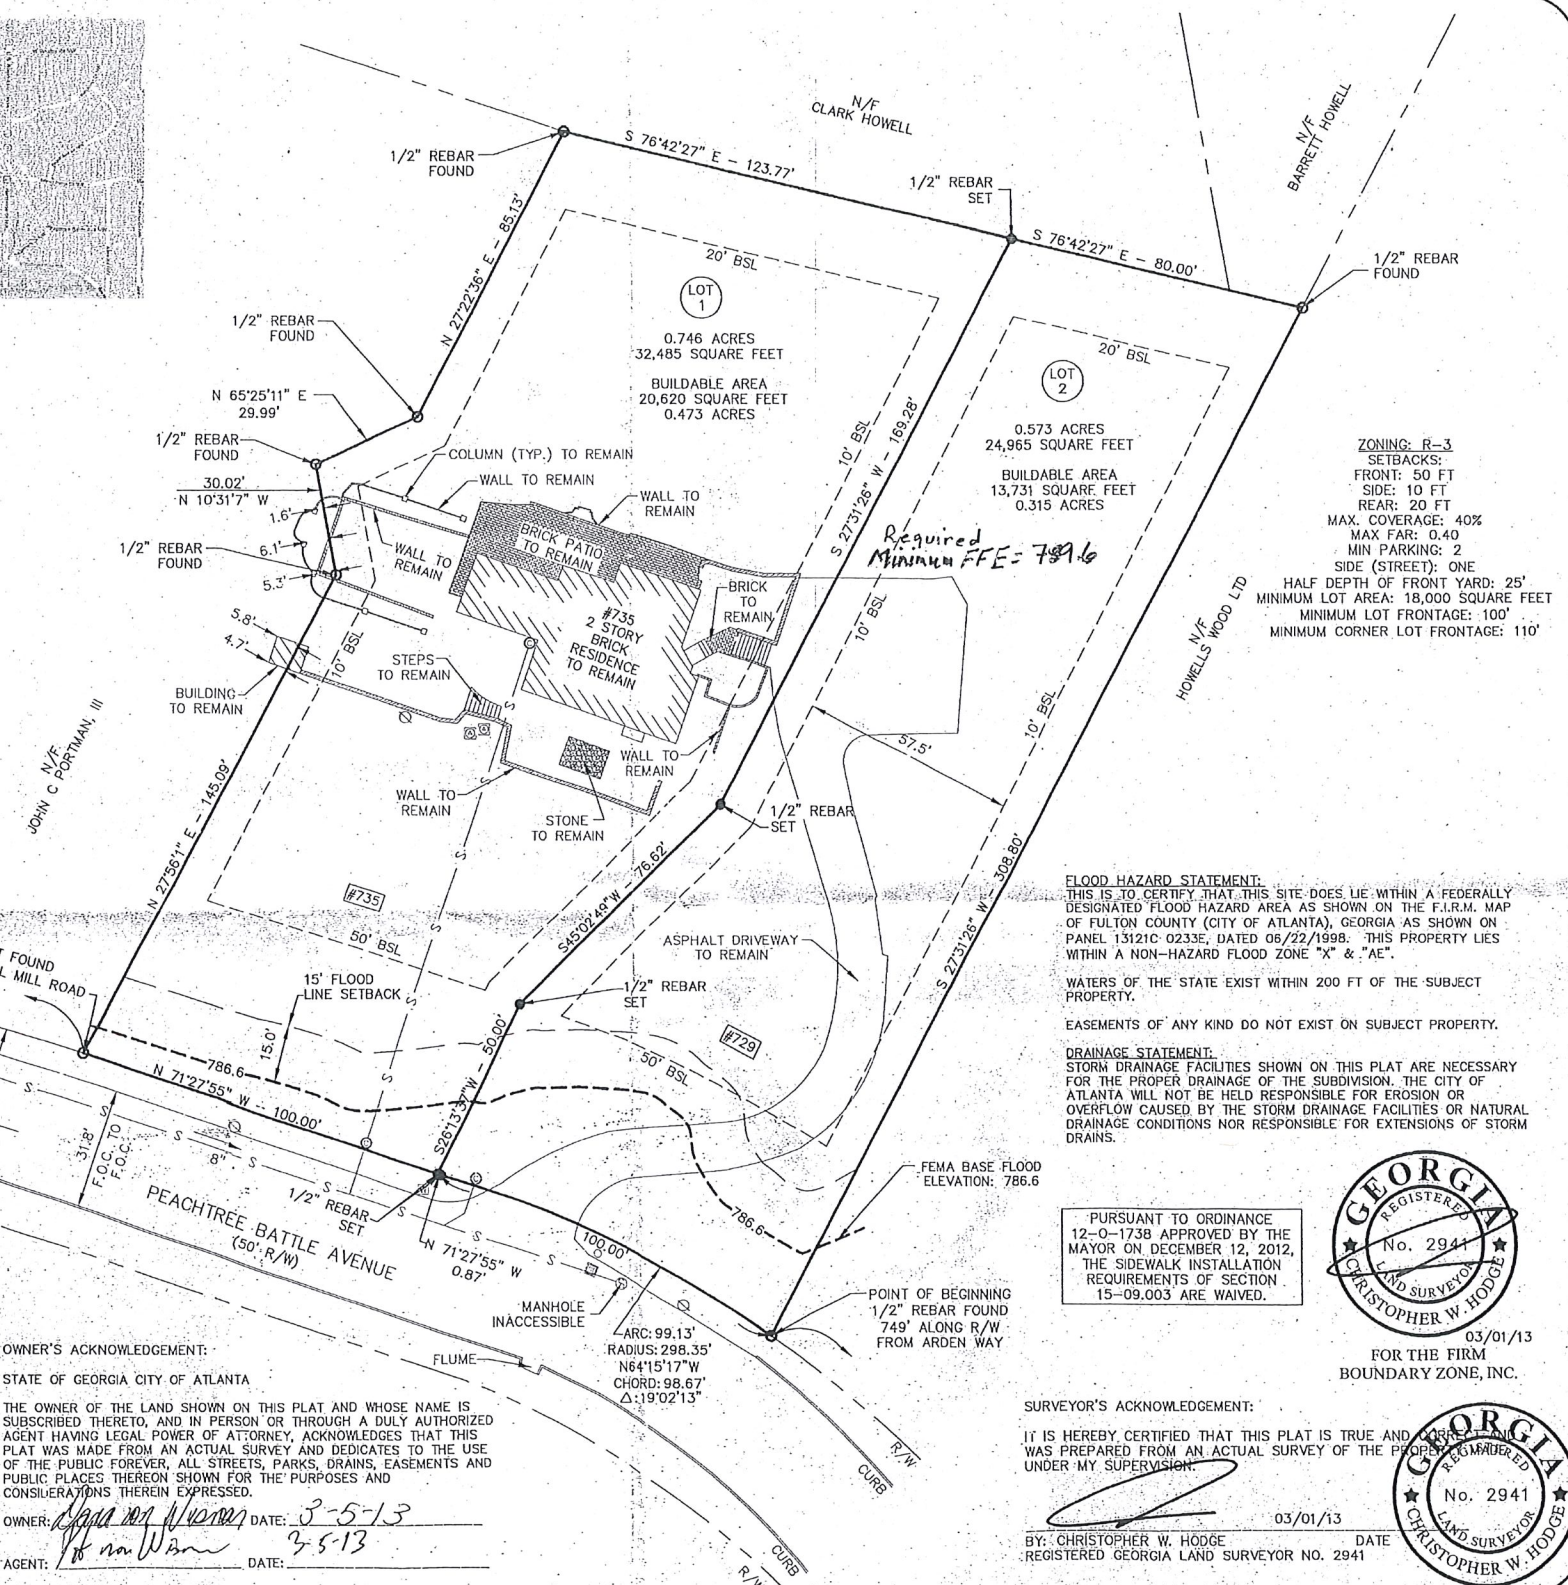 N/F
CLARK HOWELL
N/F
BARRETT HOWELL
1/2" REBAR
FOUND
S 76°42'27" E - 123.77'
1/2" REBAR
SET
S 76°42'27" E - 80.00'
1/2" REBAR
FOUND
N 27°22'36" E - 85.13'
20' BSL
LOT
1
0.746 ACRES
32,485 SQUARE FEET
BUILDABLE AREA
20,620 SQUARE FEET
0.473 ACRES
20' BSL
LOT
2
0.573 ACRES
24,965 SQUARE FEET
BUILDABLE AREA
13,731 SQUARE FEET
0.315 ACRES
1/2" REBAR
FOUND
N 65°25'11" E
29.99'
1/2" REBAR
FOUND
30.02'
N 10°31'7" W
1.6'
6.1'
5.3'
1/2" REBAR
FOUND
5.8'
4.7'
COLUMN (TYP.) TO REMAIN
WALL TO REMAIN
WALL TO
REMAIN
WALL TO
REMAIN
BRICK PATIO
TO REMAIN
BRICK
TO
REMAIN
#735
2 STORY
BRICK
RESIDENCE
TO REMAIN
10' BSL
S 27°31'26" W - 169.28'
10' BSL
Required
Minimum FFE = 789.6
ZONING: R-3
SETBACKS:
FRONT: 50 FT
SIDE: 10 FT
REAR: 20 FT
MAX. COVERAGE: 40%
MAX FAR: 0.40
MIN PARKING: 2
SIDE (STREET): ONE
HALF DEPTH OF FRONT YARD: 25'
MINIMUM LOT AREA: 18,000 SQUARE FEET
MINIMUM LOT FRONTAGE: 100'
MINIMUM CORNER LOT FRONTAGE: 110'
N/F
HOWELLS WOOD LTD
10' BSL
STEPS
TO REMAIN
BUILDING
TO REMAIN
N/F
JOHN C PORTMAN, III
N 27°56'1" E - 145.09'
WALL TO
REMAIN
STONE
TO REMAIN
WALL TO
REMAIN
10' BSL
57.5'
1/2" REBAR
SET
S 27°31'26" W - 308.80'
#735
50' BSL
S45°02'49"W - 76.62'
ASPHALT DRIVEWAY
TO REMAIN
FLOOD HAZARD STATEMENT:
THIS IS TO CERTIFY THAT THIS SITE DOES LIE WITHIN A FEDERALLY
DESIGNATED FLOOD HAZARD AREA AS SHOWN ON THE F.I.R.M. MAP
OF FULTON COUNTY (CITY OF ATLANTA), GEORGIA AS SHOWN ON
PANEL 13121C 0233E, DATED 06/22/1998. THIS PROPERTY LIES
WITHIN A NON-HAZARD FLOOD ZONE "X" & "AE".
WATERS OF THE STATE EXIST WITHIN 200 FT OF THE SUBJECT
PROPERTY.
EASEMENTS OF ANY KIND DO NOT EXIST ON SUBJECT PROPERTY.
DRAINAGE STATEMENT:
STORM DRAINAGE FACILITIES SHOWN ON THIS PLAT ARE NECESSARY
FOR THE PROPER DRAINAGE OF THE SUBDIVISION. THE CITY OF
ATLANTA WILL NOT BE HELD RESPONSIBLE FOR EROSION OR
OVERFLOW CAUSED BY THE STORM DRAINAGE FACILITIES OR NATURAL
DRAINAGE CONDITIONS NOR RESPONSIBLE FOR EXTENSIONS OF STORM
DRAINS.
FOUND
MILL ROAD
15' FLOOD
LINE SETBACK
15.0'
786.6
N 71°27'55" W - 100.00'
1/2" REBAR
SET
S26°13'37"W - 50.00'
#729
50' BSL
31.8'
F.O.C. TO
F.O.C.
8"
PEACHTREE BATTLE AVENUE
(50' R/W)
1/2" REBAR
SET
N 71°27'55" W
0.87'
100.00'
786.6
FEMA BASE FLOOD
ELEVATION: 786.6
PURSUANT TO ORDINANCE
12-O-1738 APPROVED BY THE
MAYOR ON DECEMBER 12, 2012,
THE SIDEWALK INSTALLATION
REQUIREMENTS OF SECTION
15-09.003 ARE WAIVED.
GEORGIA
REGISTERED
No. 2941
LAND SURVEYOR
CHRISTOPHER W. HODGE
03/01/13
FOR THE FIRM
BOUNDARY ZONE, INC.
MANHOLE
INACCESSIBLE
ARC: 99.13'
RADIUS: 298.35'
N64°15'17"W
CHORD: 98.67'
Δ:19°02'13"
POINT OF BEGINNING
1/2" REBAR FOUND
749' ALONG R/W
FROM ARDEN WAY
FLUME
R/W
CURB
CURB
R/W
OWNER'S ACKNOWLEDGEMENT:
STATE OF GEORGIA CITY OF ATLANTA
THE OWNER OF THE LAND SHOWN ON THIS PLAT AND WHOSE NAME IS
SUBSCRIBED THERETO, AND IN PERSON OR THROUGH A DULY AUTHORIZED
AGENT HAVING LEGAL POWER OF ATTORNEY, ACKNOWLEDGES THAT THIS
PLAT WAS MADE FROM AN ACTUAL SURVEY AND DEDICATES TO THE USE
OF THE PUBLIC FOREVER, ALL STREETS, PARKS, DRAINS, EASEMENTS AND
PUBLIC PLACES THEREON SHOWN FOR THE PURPOSES AND
CONSIDERATIONS THEREIN EXPRESSED.
OWNER: DATE: 3-5-13
AGENT: DATE: 3-5-13
SURVEYOR'S ACKNOWLEDGEMENT:
IT IS HEREBY CERTIFIED THAT THIS PLAT IS TRUE AND CORRECT AND
WAS PREPARED FROM AN ACTUAL SURVEY OF THE PROPERTY MADE
UNDER MY SUPERVISION.
03/01/13
BY: CHRISTOPHER W. HODGE DATE
REGISTERED GEORGIA LAND SURVEYOR NO. 2941
GEORGIA
REGISTERED
No. 2941
LAND SURVEYOR
CHRISTOPHER W. HODGE